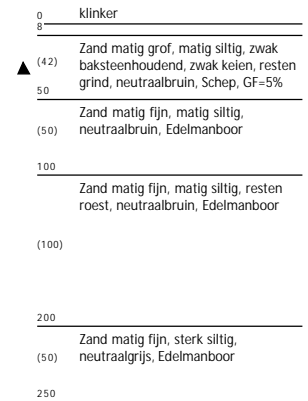 0 klinker
8
Zand matig grof, matig siltig, zwak
(42) baksteenhoudend, zwak keien, resten
grind, neutraalbruin, Schep, GF=5%
50
Zand matig fijn, matig siltig,
(50) neutraalbruin, Edelmanboor
100
Zand matig fijn, matig siltig, resten
roest, neutraalbruin, Edelmanboor
(100)
200
Zand matig fijn, sterk siltig,
(50) neutraalgrijs, Edelmanboor
250